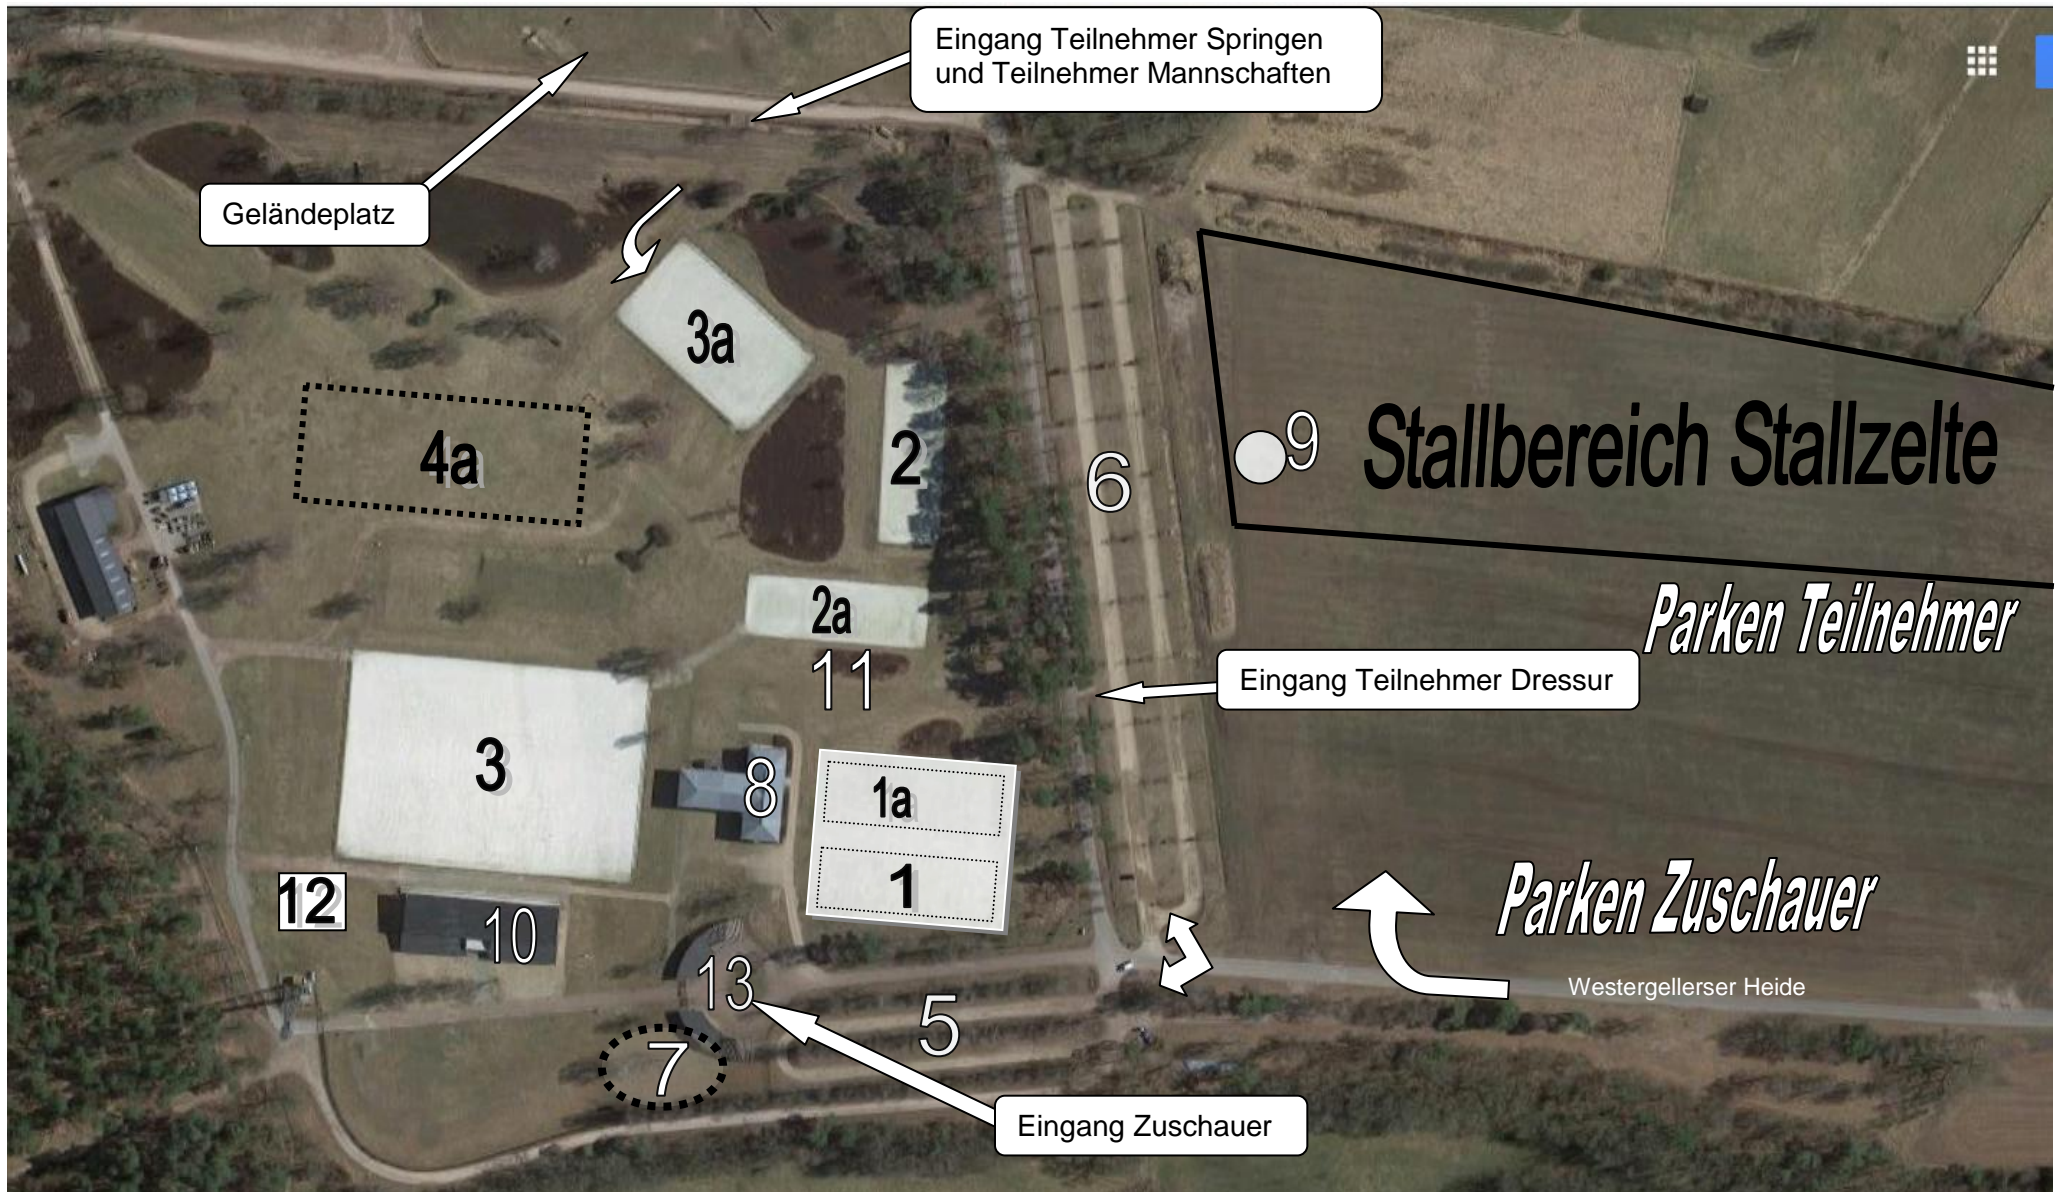 Eingang Teilnehmer Springen
und Teilnehmer Mannschaften
Geländeplatz
3a
4a
2
6
9
Stallbereich Stallzelte
2a
11
Parken Teilnehmer
Eingang Teilnehmer Dressur
3
8
1a
1
12
10
13
5
7
Parken Zuschauer
Westergellerser Heide
Eingang Zuschauer